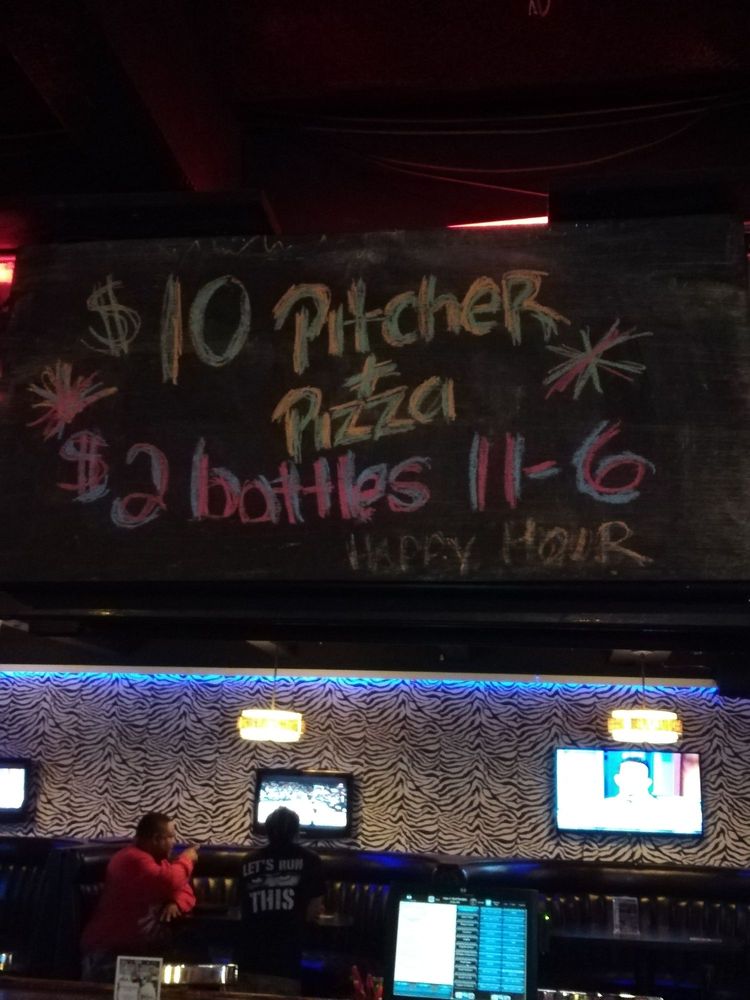 $10 Pitcher
+
Pizza
$2 bottles 11-6
HAPPY HOUR
LET'S RUN
THIS